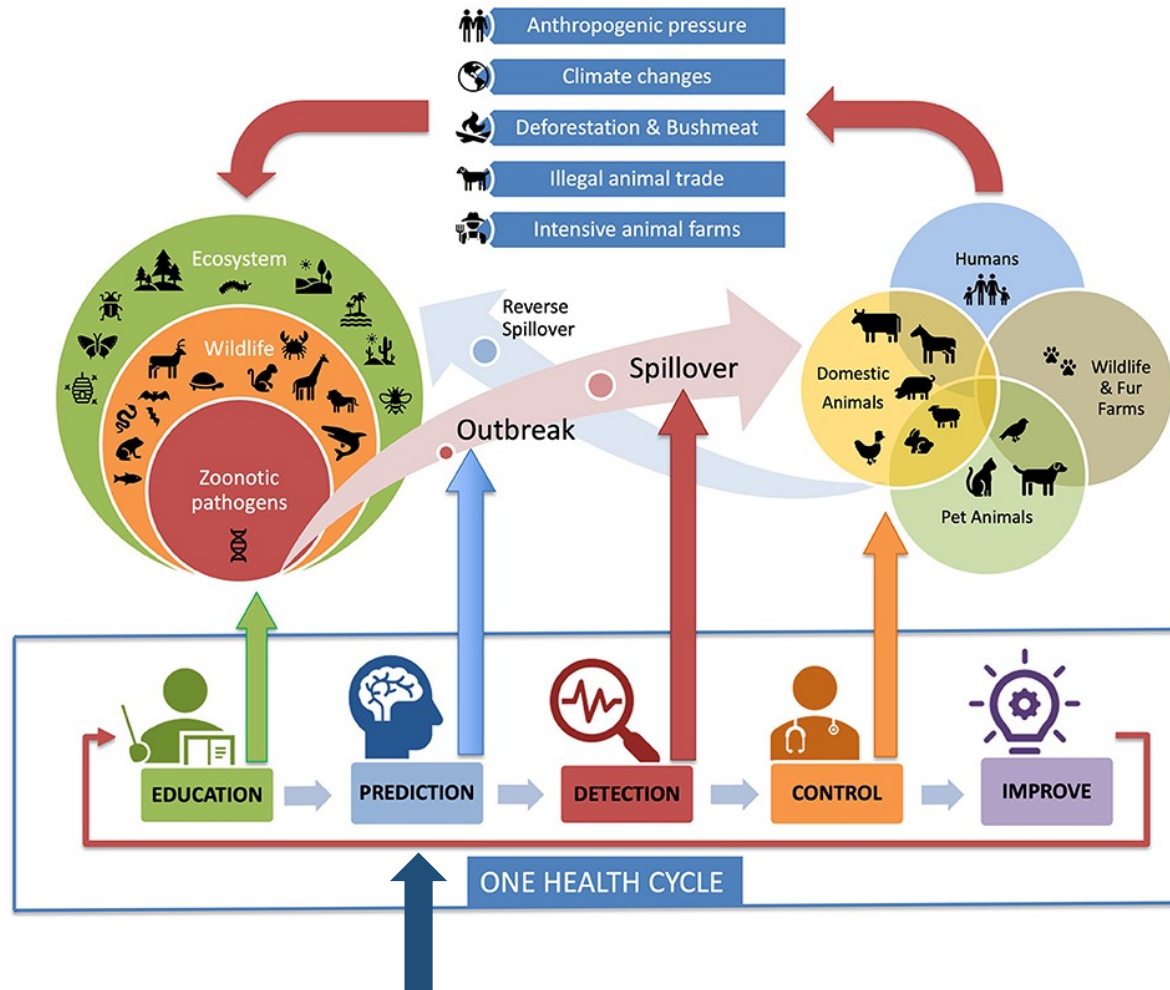 Anthropogenic pressure
Climate changes
Deforestation & Bushmeat
Illegal animal trade
Intensive animal farms
Ecosystem
Wildlife
Zoonotic
pathogens
Reverse
Spillover
Outbreak
Spillover
Humans
Domestic
Animals
Wildlife
& Fur
Farms
Pet Animals
EDUCATION
PREDICTION
DETECTION
CONTROL
IMPROVE
ONE HEALTH CYCLE